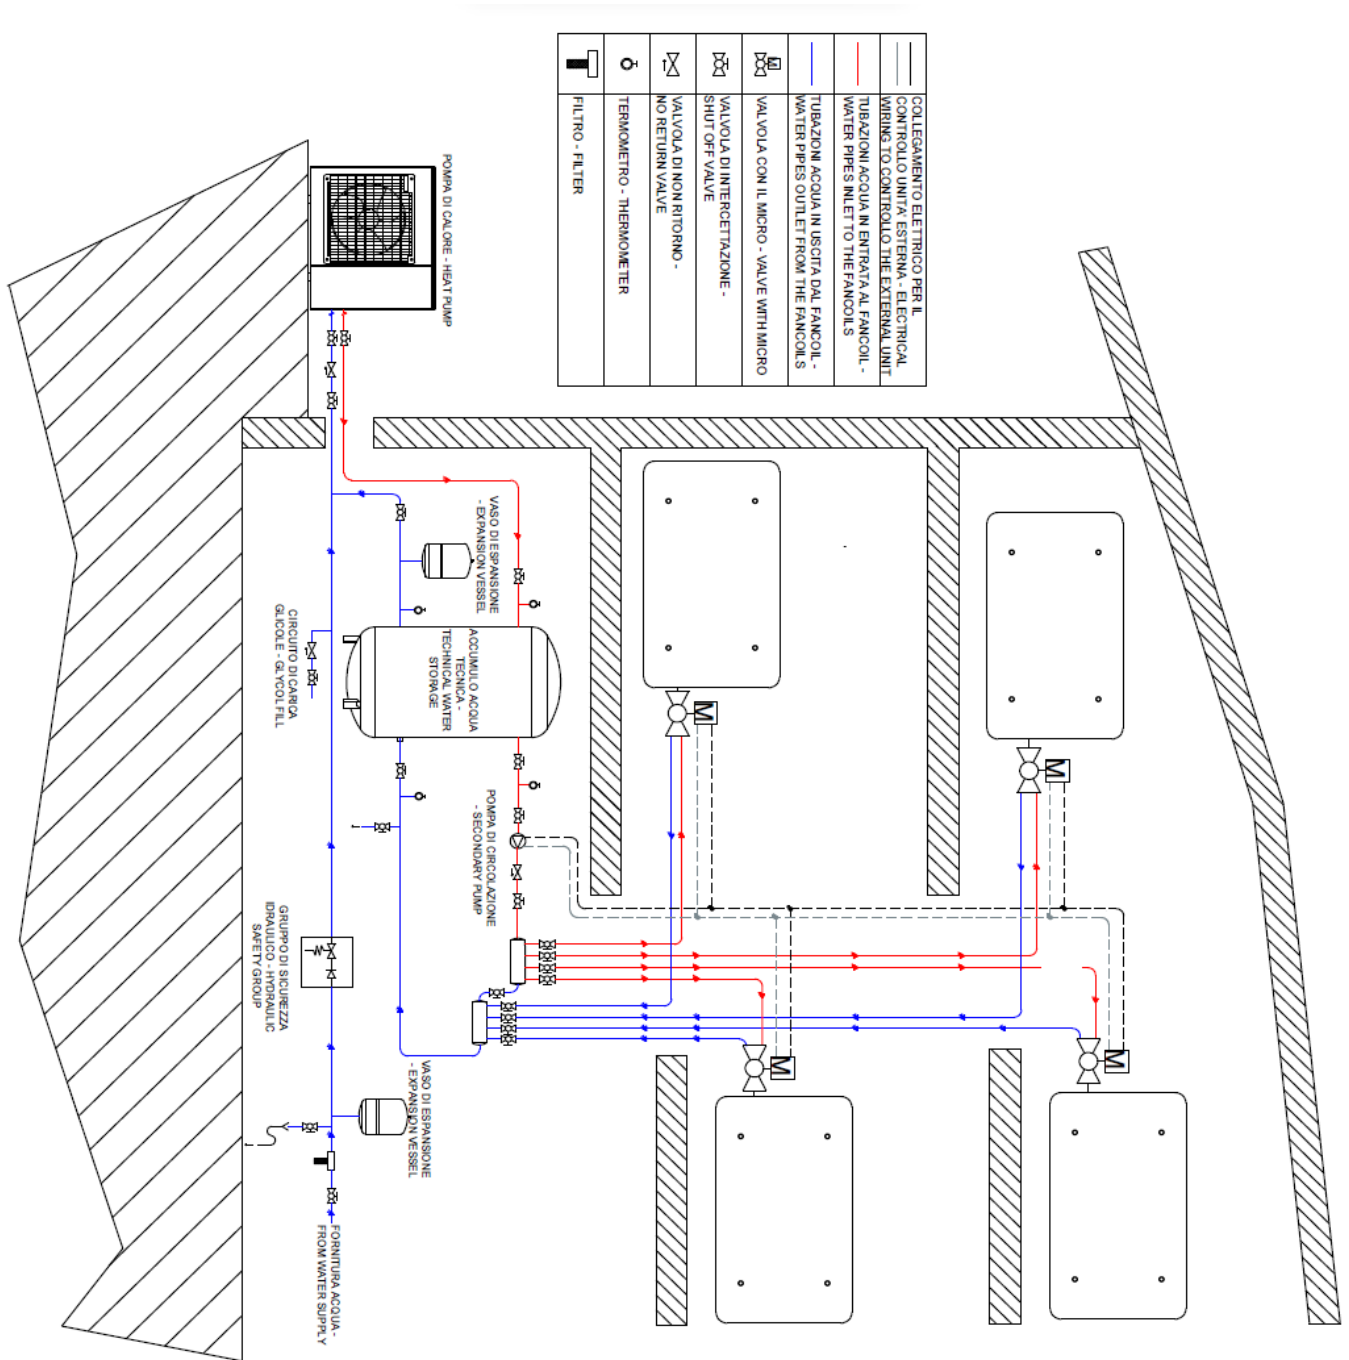 COLLEGAMENTO ELETTRICO PER IL
CONTROLLO UNITA' ESTERNA - ELECTRICAL
WIRING TO CONTROLLO THE EXTERNAL UNIT
TUBAZIONI ACQUA IN ENTRATA AL FANCOIL -
WATER PIPES INLET TO THE FANCOILS
TUBAZIONI ACQUA IN USCITA DAL FANCOIL -
WATER PIPES OUTLET FROM THE FANCOILS
M
VALVOLA CON IL MICRO - VALVE WITH MICRO
VALVOLA DI INTERCETTAZIONE -
SHUT OFF VALVE
VALVOLA DI NON RITORNO -
NO RETURN VALVE
TERMOMETRO - THERMOMETER
FILTRO - FILTER
POMPA DI CALORE - HEAT PUMP
VASO DI ESPANSIONE
- EXPANSION VESSEL
ACCUMULO ACQUA
TECNICA -
TECHNICAL WATER
STORAGE
CIRCUITO DI CARICA
GLICOLE - GLYCOL FILL
POMPA DI CIRCOLAZIONE
- SECONDARY PUMP
GRUPPO DI SICUREZZA
IDRAULICO - HYDRAULIC
SAFETY GROUP
VASO DI ESPANSIONE
- EXPANSION VESSEL
FORNITURA ACQUA -
FROM WATER SUPPLY
M
M
M
M